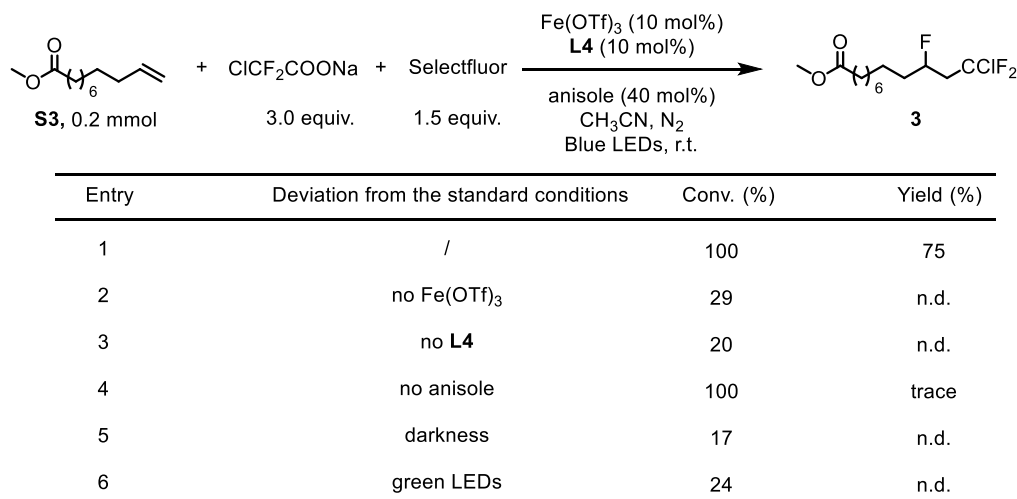 Fe(OTf)3 (10 mol%)
L4 (10 mol%)
O
O
6
+ ClCF2COONa + Selectfluor
anisole (40 mol%)
CH3CN, N2
Blue LEDs, r.t.
O
O
6
F
CClF2
S3, 0.2 mmol 3.0 equiv. 1.5 equiv. 3
Entry Deviation from the standard conditions Conv. (%) Yield (%)
1 / 100 75
2 no Fe(OTf)3 29 n.d.
3 no L4 20 n.d.
4 no anisole 100 trace
5 darkness 17 n.d.
6 green LEDs 24 n.d.